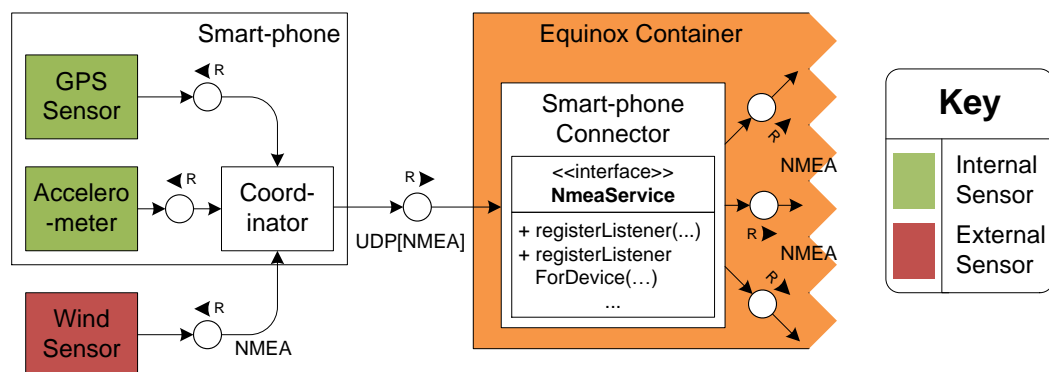 Smart-phone
GPS
Sensor
R
Accelero
-meter
R
Coord-
inator
Wind
Sensor
R
NMEA
R
UDP[NMEA]
Equinox Container
Smart-phone
Connector
<<interface>>
NmeaService
+ registerListener(...)
+ registerListener
ForDevice(...)
...
R
NMEA
R
NMEA
R
Key
Internal
Sensor
External
Sensor